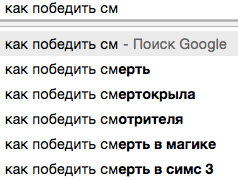 как победить см
как победить см - Поиск Google
как победить смерть
как победить смертокрыла
как победить смотрителя
как победить смерть в магике
как победить смерть в симс 3